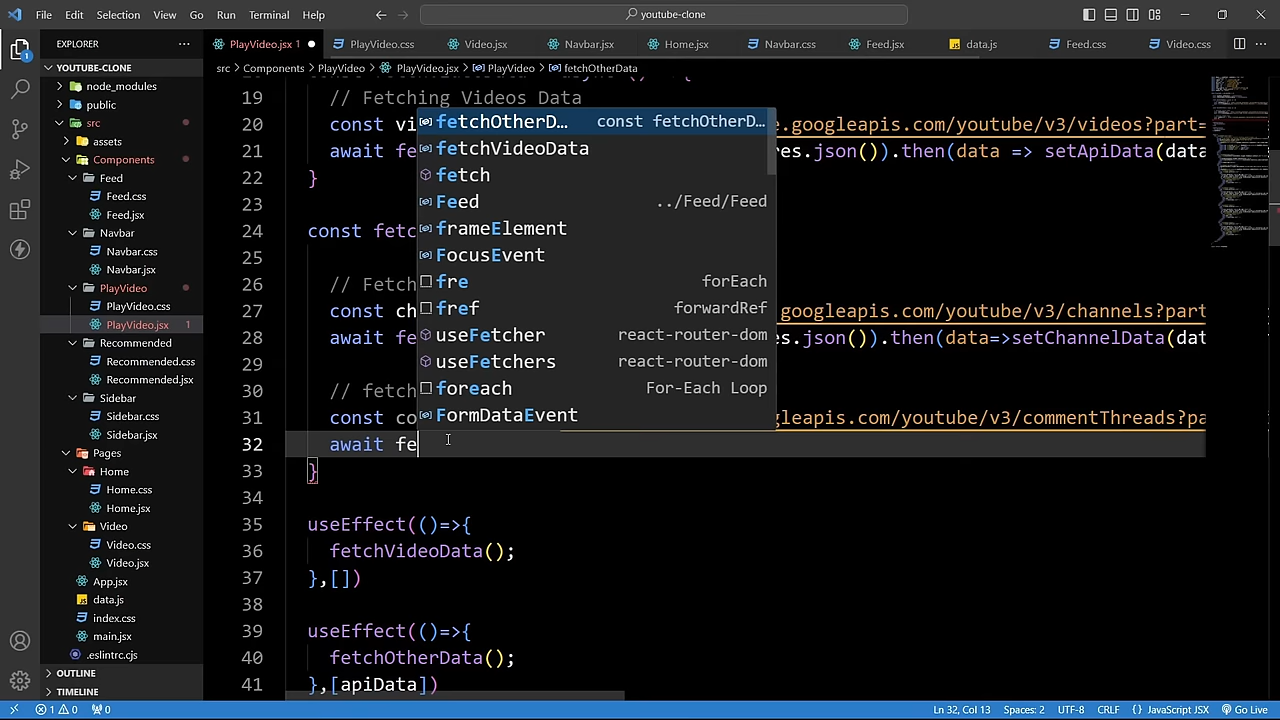 File Edit Selection View Go Run Terminal Help
youtube-clone
EXPLORER
PlayVideo.jsx 1
PlayVideo.css
Video.jsx
Navbar.jsx
Home.jsx
Navbar.css
Feed.jsx
data.js
Feed.css
Video.css
YOUTUBE-CLONE
node_modules
public
src
assets
Components
Feed
Feed.css
Feed.jsx
Navbar
Navbar.css
Navbar.jsx
PlayVideo
PlayVideo.css
PlayVideo.jsx 1
Recommended
Recommended.css
Recommended.jsx
Sidebar
Sidebar.css
Sidebar.jsx
Pages
Home
Home.css
Home.jsx
Video
Video.css
Video.jsx
App.jsx
data.js
index.css
main.jsx
.eslintrc.cjs
OUTLINE
TIMELINE
src > Components > PlayVideo > PlayVideo.jsx > PlayVideo > fetchOtherData
19 // Fetching Videos Data
20 const vi e.googleapis.com/youtube/v3/videos?part=
21 await fe res.json()).then(data => setApiData(data
22 }
23
24 const fetc
25
26 // Fetch
27 const ch googleapis.com/youtube/v3/channels?part
28 await fe es.json()).then(data=>setChannelData(dat
29
30 // fetch
31 const co gleapis.com/youtube/v3/commentThreads?pa
32 await fe
33 }
34
35 useEffect(()=>{
36 fetchVideoData();
37 },[])
38
39 useEffect(()=>{
40 fetchOtherData();
41 },[apiData])
fetchOtherD… const fetchOtherD…
fetchVideoData
fetch
Feed ../Feed/Feed
frameElement
FocusEvent
fre forEach
fref forwardRef
useFetcher react-router-dom
useFetchers react-router-dom
foreach For-Each Loop
FormDataEvent
1 0 0
Ln 32, Col 13 Spaces: 2 UTF-8 CRLF {} JavaScript JSX Go Live